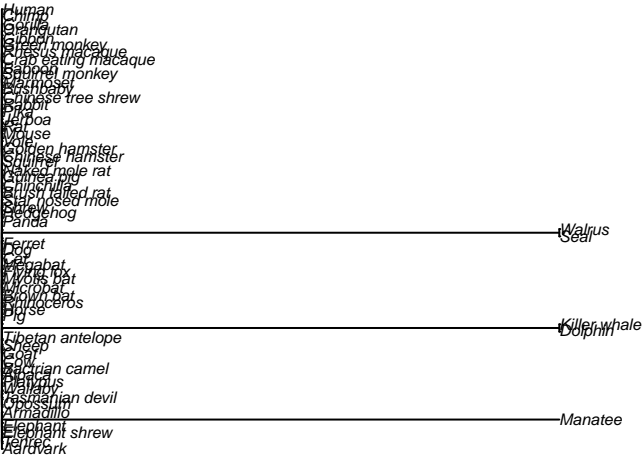 Human
Chimp
Gorilla
Orangutan
Gibbon
Green monkey
Rhesus macaque
Crab eating macaque
Baboon
Squirrel monkey
Marmoset
Bushbaby
Chinese tree shrew
Rabbit
Pika
Jerboa
Rat
Mouse
Vole
Golden hamster
Chinese hamster
Squirrel
Naked mole rat
Guinea pig
Chinchilla
Brush tailed rat
Star nosed mole
Shrew
Hedgehog
Panda
Walrus
Seal
Ferret
Dog
Cat
Megabat
Flying fox
Myotis bat
Microbat
Brown bat
Rhinoceros
Horse
Pig
Killer whale
Dolphin
Tibetan antelope
Sheep
Goat
Cow
Bactrian camel
Alpaca
Platypus
Wallaby
Tasmanian devil
Opossum
Armadillo
Manatee
Elephant
Elephant shrew
Tenrec
Aardvark